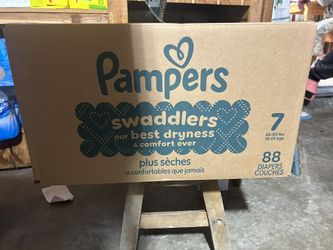 Pampers
swaddlers
our best dryness
& comfort ever
plus sèches
et confortables que jamais
7
88
DIAPERS
COUCHES